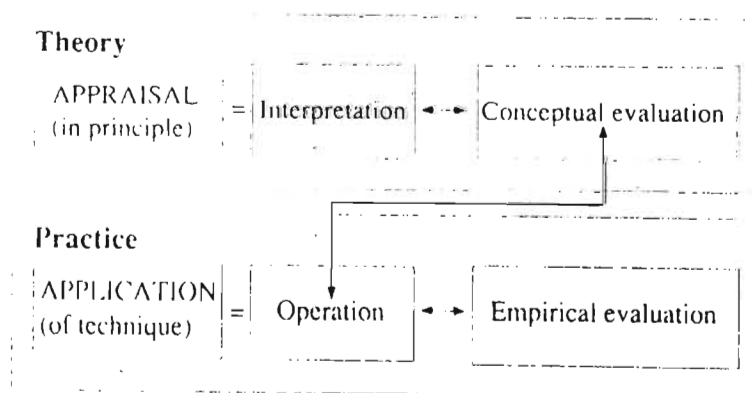 Theory
APPRAISAL = Interpretation Conceptual evaluation
(in principle)
Practice
APPLICATION = Operation Empirical evaluation
(of technique)